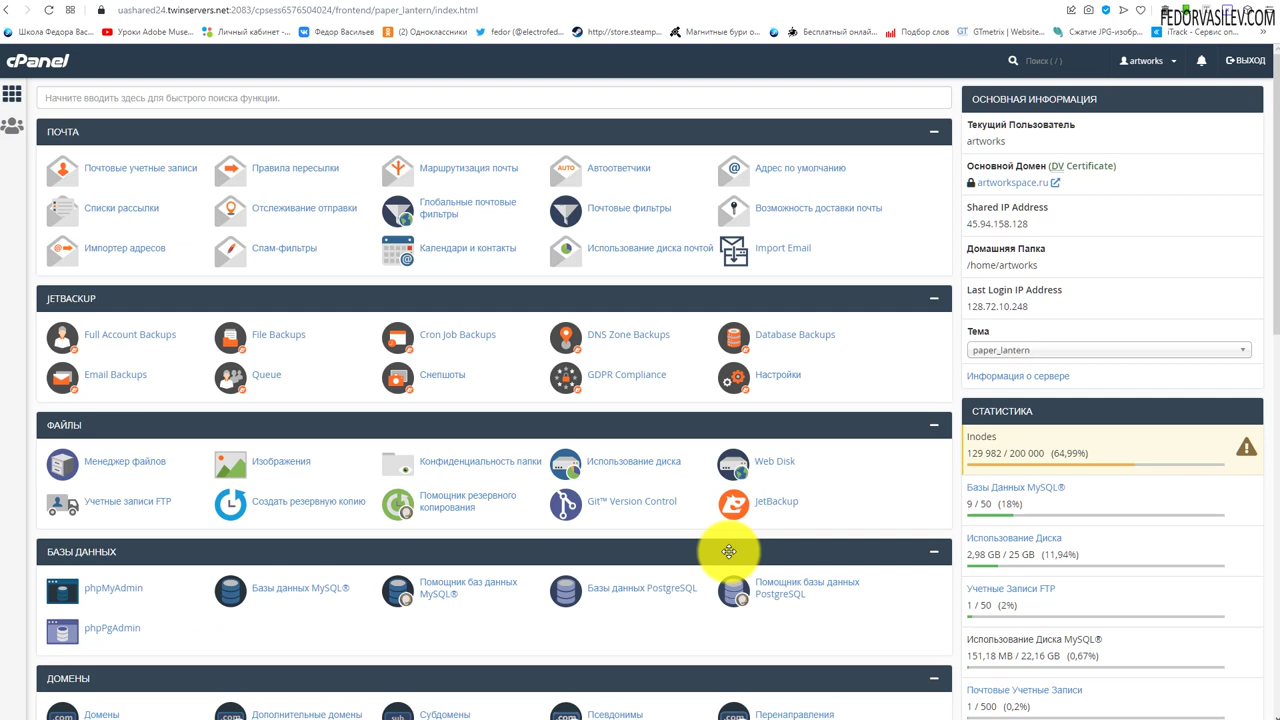 uashared24.twinservers.net:2083/cpsess6576504024/frontend/paper_lantern/index.html
FEDORVASILEV.COM
Школа Федора Вас...
Уроки Adobe Muse...
Личный кабинет -...
Федор Васильев
(2) Одноклассники
fedor (@electrofed...
http://store.steamp...
Магнитные бури о...
Бесплатный онлай...
Подбор слов
GTmetrix | Website...
Сжатие JPG-изобр...
iTrack - Сервис оп...
cPanel
Поиск ( / )
artworks
ВЫХОД
Начните вводить здесь для быстрого поиска функции.
ПОЧТА
Почтовые учетные записи
Правила пересылки
Маршрутизация почты
AUTO
Автоответчики
Адрес по умолчанию
Списки рассылки
Отслеживание отправки
Глобальные почтовые
фильтры
Почтовые фильтры
Возможность доставки почты
Импортер адресов
Спам-фильтры
Календари и контакты
Использование диска почтой
Import Email
JETBACKUP
Full Account Backups
File Backups
Cron Job Backups
DNS Zone Backups
Database Backups
Email Backups
Queue
Снепшоты
GDPR Compliance
Настройки
ФАЙЛЫ
Менеджер файлов
Изображения
Конфиденциальность папки
Использование диска
Web Disk
Учетные записи FTP
Создать резервную копию
Помощник резервного
копирования
Git™ Version Control
JetBackup
БАЗЫ ДАННЫХ
phpMyAdmin
Базы данных MySQL®
Помощник баз данных
MySQL®
Базы данных PostgreSQL
Помощник базы данных
PostgreSQL
phpPgAdmin
ДОМЕНЫ
.com
Домены
.com
Дополнительные домены
sub
Субдомены
.com
Псевдонимы
.com
Перенаправления
ОСНОВНАЯ ИНФОРМАЦИЯ
Текущий Пользователь
artworks
Основной Домен (DV Certificate)
artworkspace.ru
Shared IP Address
45.94.158.128
Домашняя Папка
/home/artworks
Last Login IP Address
128.72.10.248
Тема
paper_lantern
Информация о сервере
СТАТИСТИКА
Inodes
129 982 / 200 000 (64,99%)
Базы Данных MySQL®
9 / 50 (18%)
Использование Диска
2,98 GB / 25 GB (11,94%)
Учетные Записи FTP
1 / 50 (2%)
Использование Диска MySQL®
151,18 MB / 22,16 GB (0,67%)
Почтовые Учетные Записи
1 / 500 (0,2%)